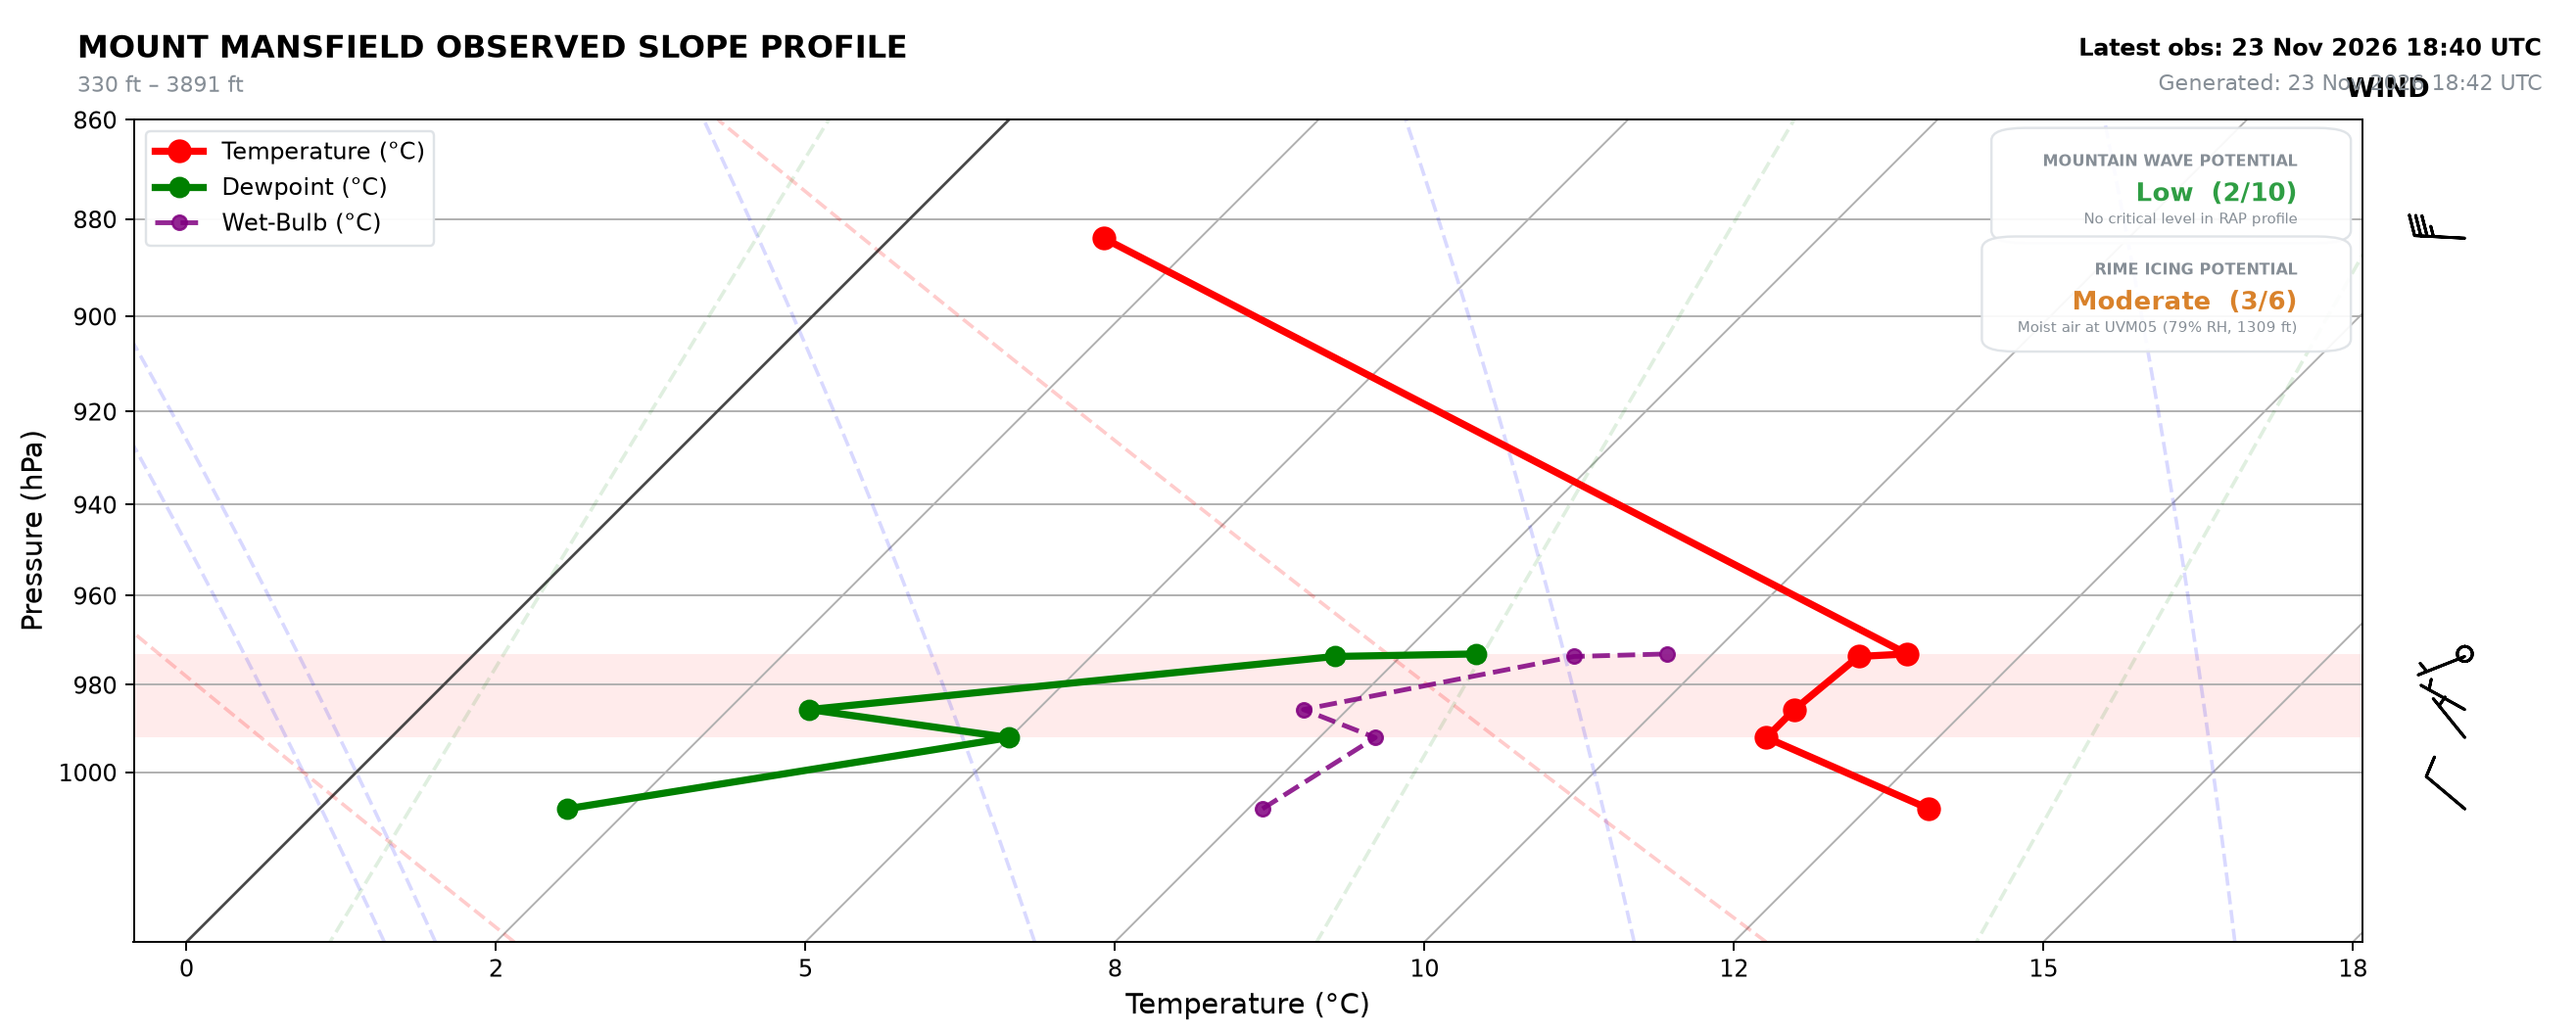 MOUNT MANSFIELD OBSERVED SLOPE PROFILE
330 ft – 3891 ft
Latest obs: 23 Nov 2026 18:40 UTC
Generated: 23 Nov 2026 18:42 UTC
WIND
Temperature (°C)
Dewpoint (°C)
Wet-Bulb (°C)
MOUNTAIN WAVE POTENTIAL
Low (2/10)
No critical level in RAP profile
RIME ICING POTENTIAL
Moderate (3/6)
Moist air at UVM05 (79% RH, 1309 ft)
Pressure (hPa)
860
880
900
920
940
960
980
1000
0 2 5 8 10 12 15 18
Temperature (°C)